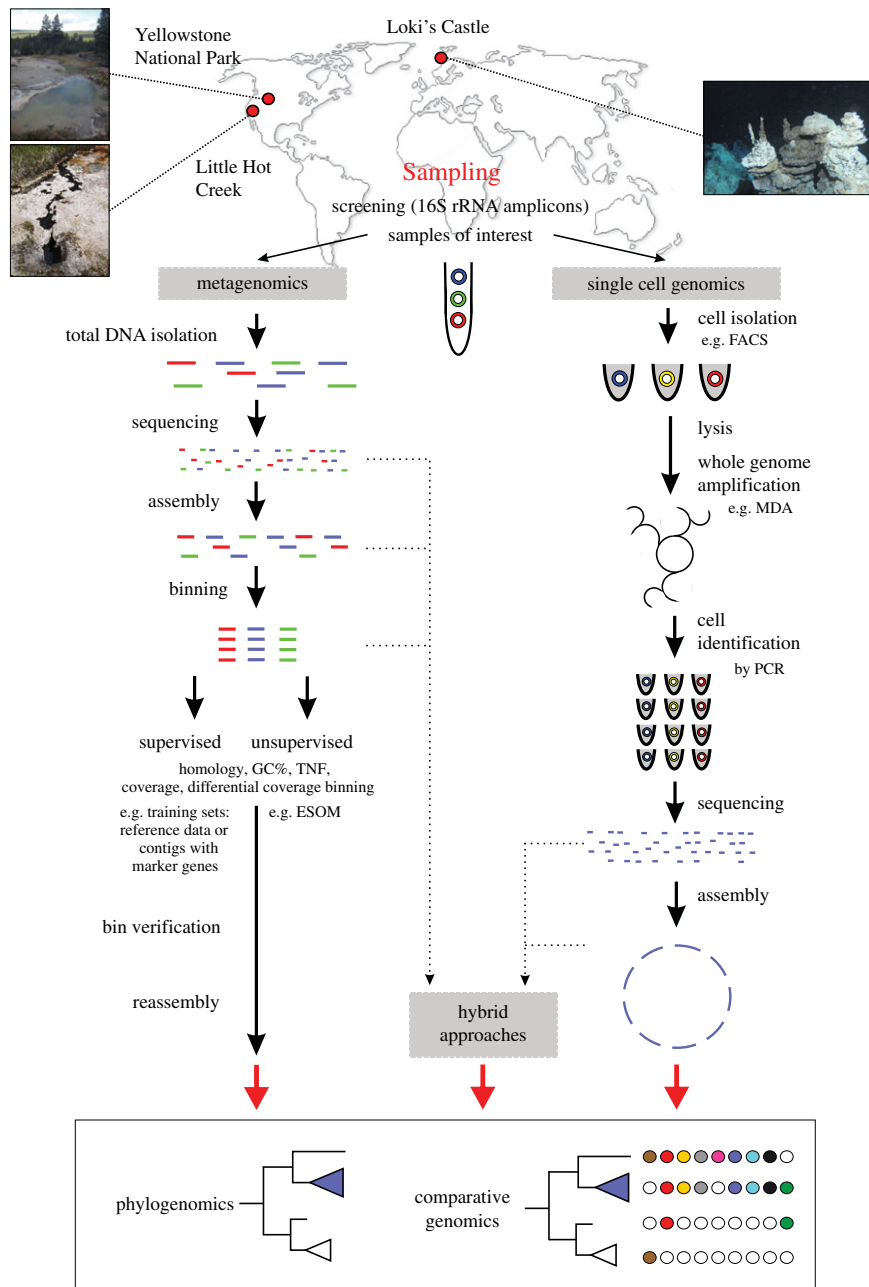 Loki's Castle
Yellowstone
National Park
Little Hot
Creek
Sampling
screening (16S rRNA amplicons)
samples of interest
metagenomics
total DNA isolation
sequencing
assembly
binning
supervised
unsupervised
homology, GC%, TNF,
coverage, differential coverage binning
e.g. training sets:
reference data or
contigs with
marker genes
e.g. ESOM
bin verification
reassembly
single cell genomics
cell isolation
e.g. FACS
lysis
whole genome
amplification
e.g. MDA
cell
identification
by PCR
sequencing
assembly
hybrid
approaches
phylogenomics
comparative
genomics